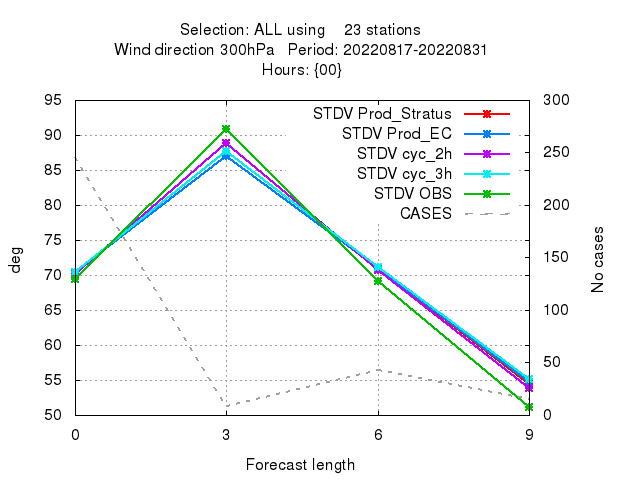 Selection: ALL using 23 stations
Wind direction 300hPa Period: 20220817-20220831
Hours: {00}
95
90
85
80
75
70
65
60
55
50
300
250
200
150
100
50
0
STDV Prod_Stratus
STDV Prod_EC
STDV cyc_2h
STDV cyc_3h
STDV OBS
CASES
deg
No cases
0 3 6 9
Forecast length